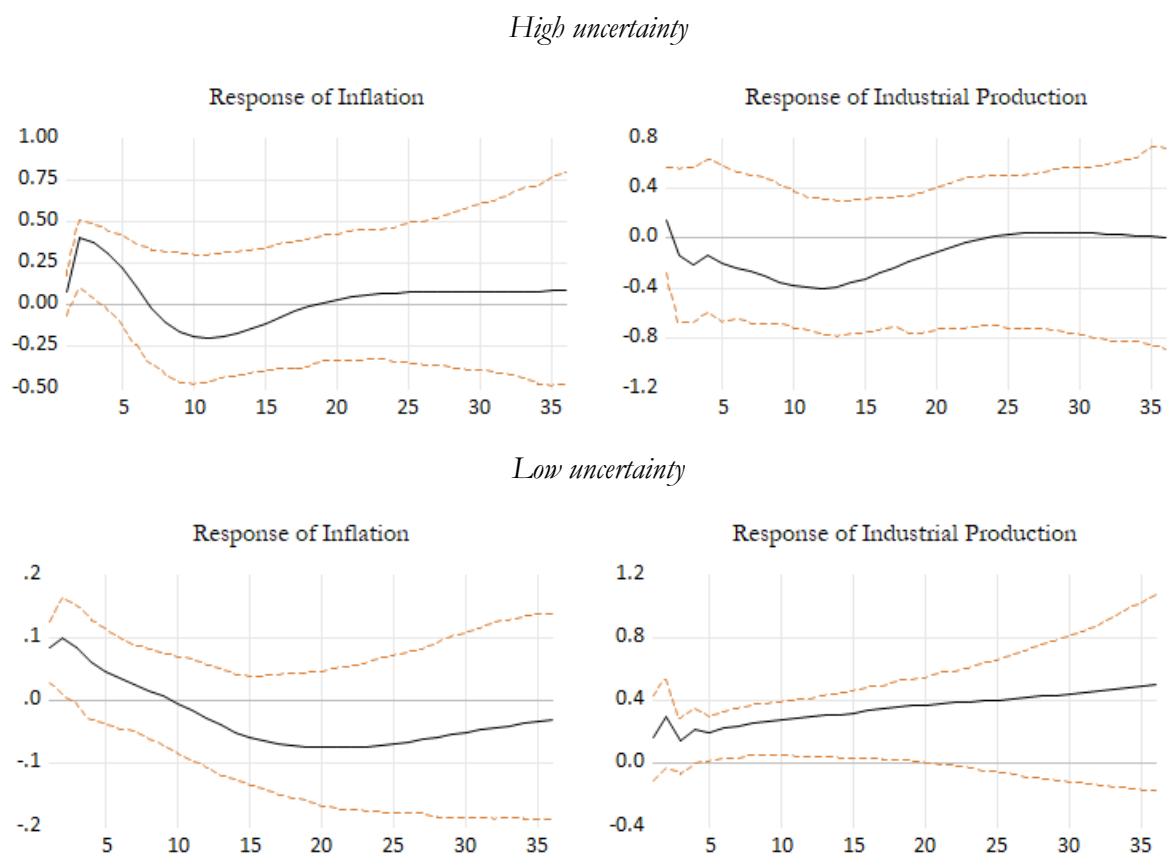 High uncertainty
Response of Inflation
1.00
0.75
0.50
0.25
0.00
-0.25
-0.50
5 10 15 20 25 30 35
Response of Industrial Production
0.8
0.4
0.0
-0.4
-0.8
-1.2
5 10 15 20 25 30 35
Low uncertainty
Response of Inflation
.2
.1
.0
-.1
-.2
5 10 15 20 25 30 35
Response of Industrial Production
1.2
0.8
0.4
0.0
-0.4
5 10 15 20 25 30 35